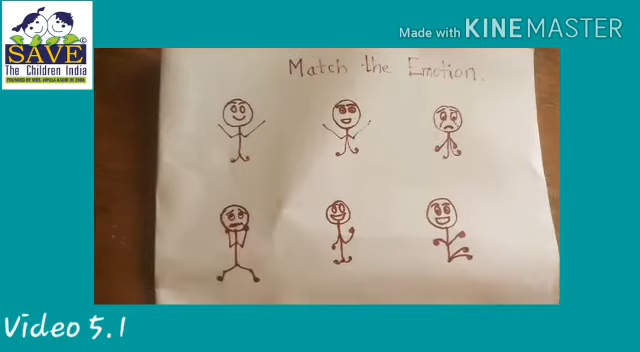 Made with KINEMASTER
SAVE
The Children India
Match the Emotion.
Video 5.1